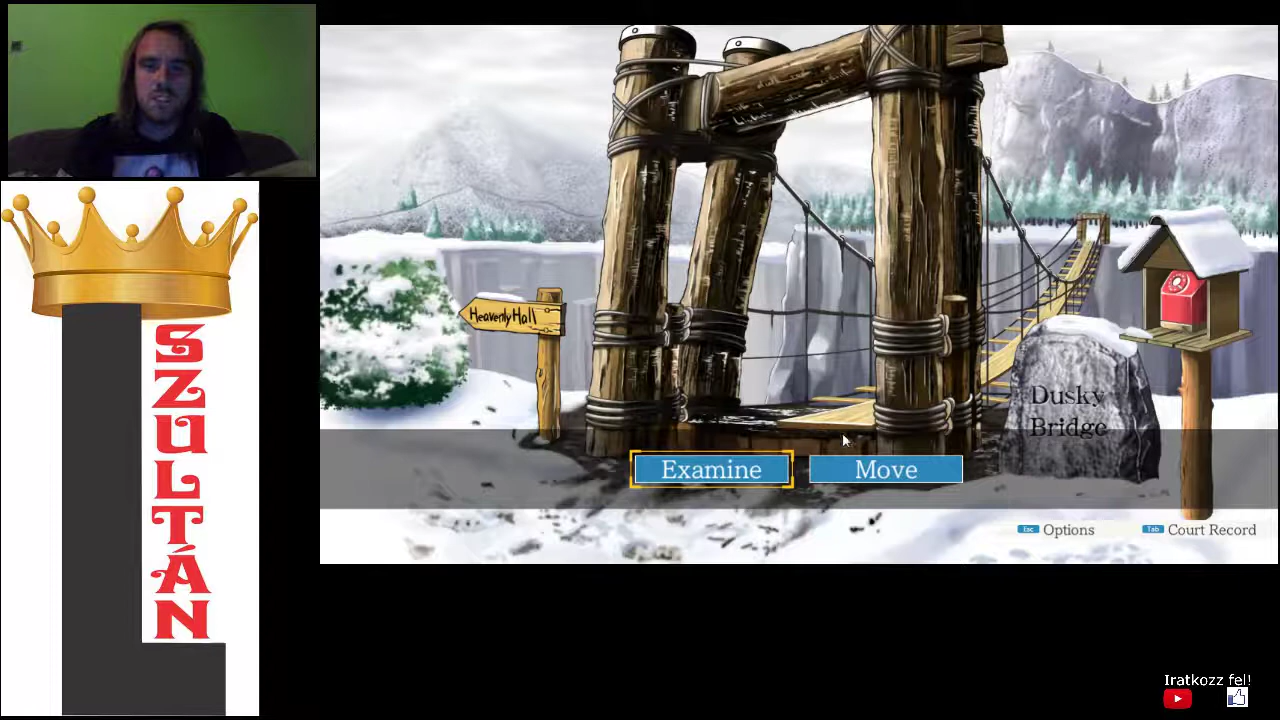 SZULTÁN
L
Heavenly Hall
Dusky
Bridge
Examine
Move
Esc Options
Tab Court Record
Iratkozz fel!